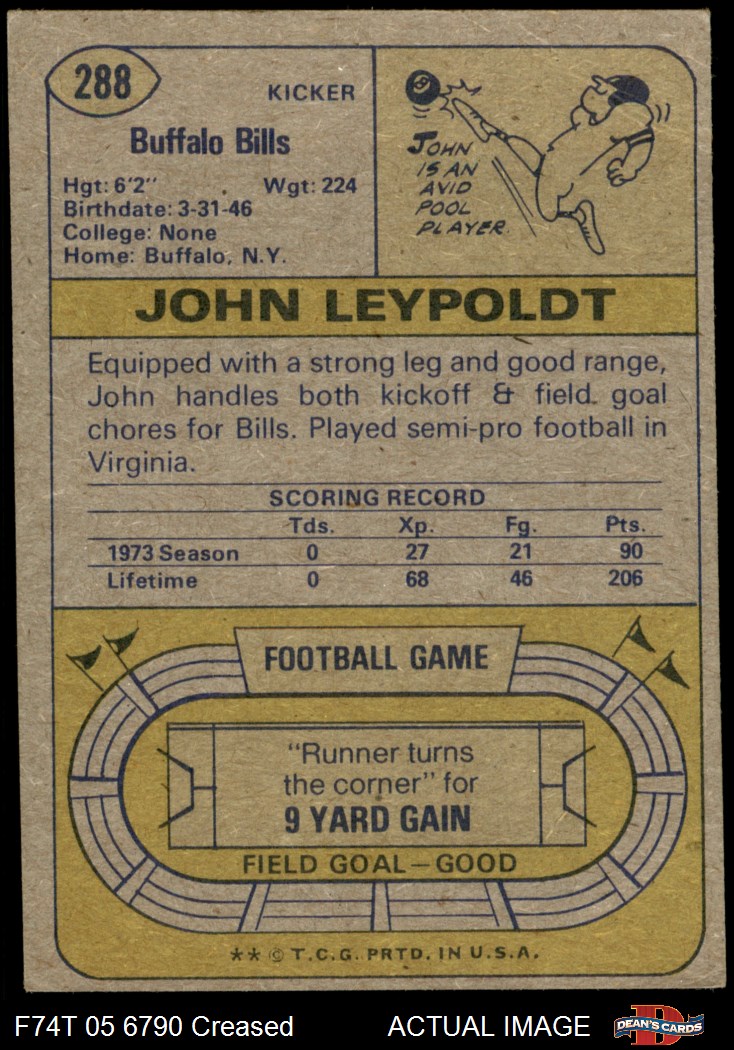 288
KICKER
Buffalo Bills
Hgt: 6'2" Wgt: 224
Birthdate: 3-31-46
College: None
Home: Buffalo, N.Y.
8
JOHN
IS AN
AVID
POOL
PLAYER.
JOHN LEYPOLDT
Equipped with a strong leg and good range,
John handles both kickoff & field goal
chores for Bills. Played semi-pro football in
Virginia.
SCORING RECORD
Tds. Xp. Fg. Pts.
1973 Season 0 27 21 90
Lifetime 0 68 46 206
FOOTBALL GAME
"Runner turns
the corner" for
9 YARD GAIN
FIELD GOAL—GOOD
** © T.C.G. PRTD. IN U.S.A.
F74T 05 6790 Creased ACTUAL IMAGE
D
DEAN'S CARDS